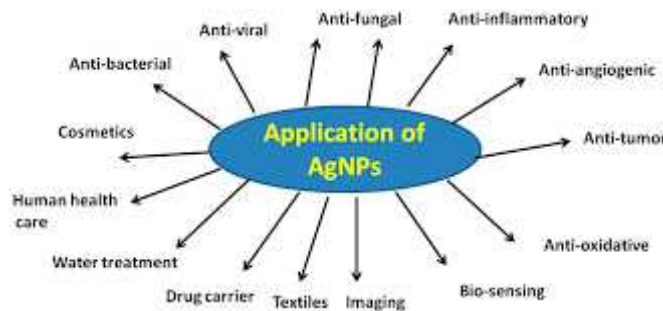 Anti-fungal
Anti-inflammatory
Anti-viral
Anti-bacterial
Anti-angiogenic
Cosmetics
Application of
AgNPs
Anti-tumor
Human health
care
Anti-oxidative
Water treatment
Drug carrier
Textiles
Imaging
Bio-sensing